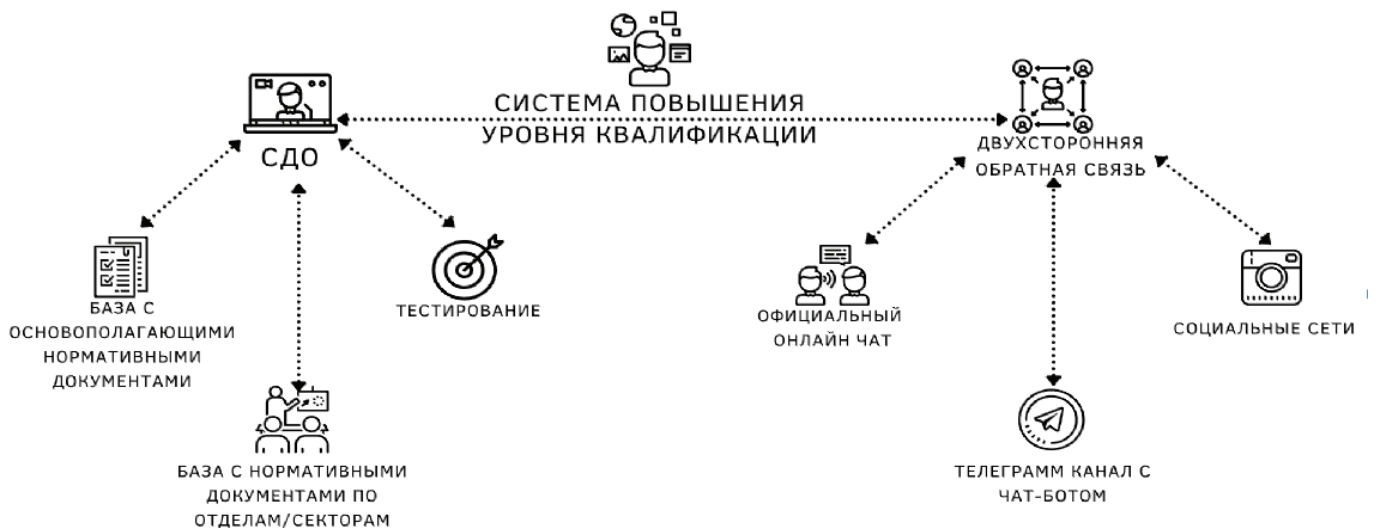 СИСТЕМА ПОВЫШЕНИЯ
УРОВНЯ КВАЛИФИКАЦИИ
СДО
ДВУХСТОРОННЯЯ
ОБРАТНАЯ СВЯЗЬ
БАЗА С
ОСНОВОПОЛАГАЮЩИМИ
НОРМАТИВНЫМИ
ДОКУМЕНТАМИ
ТЕСТИРОВАНИЕ
БАЗА С НОРМАТИВНЫМИ
ДОКУМЕНТАМИ ПО
ОТДЕЛАМ/СЕКТОРАМ
ОФИЦИАЛЬНЫЙ
ОНЛАЙН ЧАТ
СОЦИАЛЬНЫЕ СЕТИ
ТЕЛЕГРАММ КАНАЛ С
ЧАТ-БОТОМ